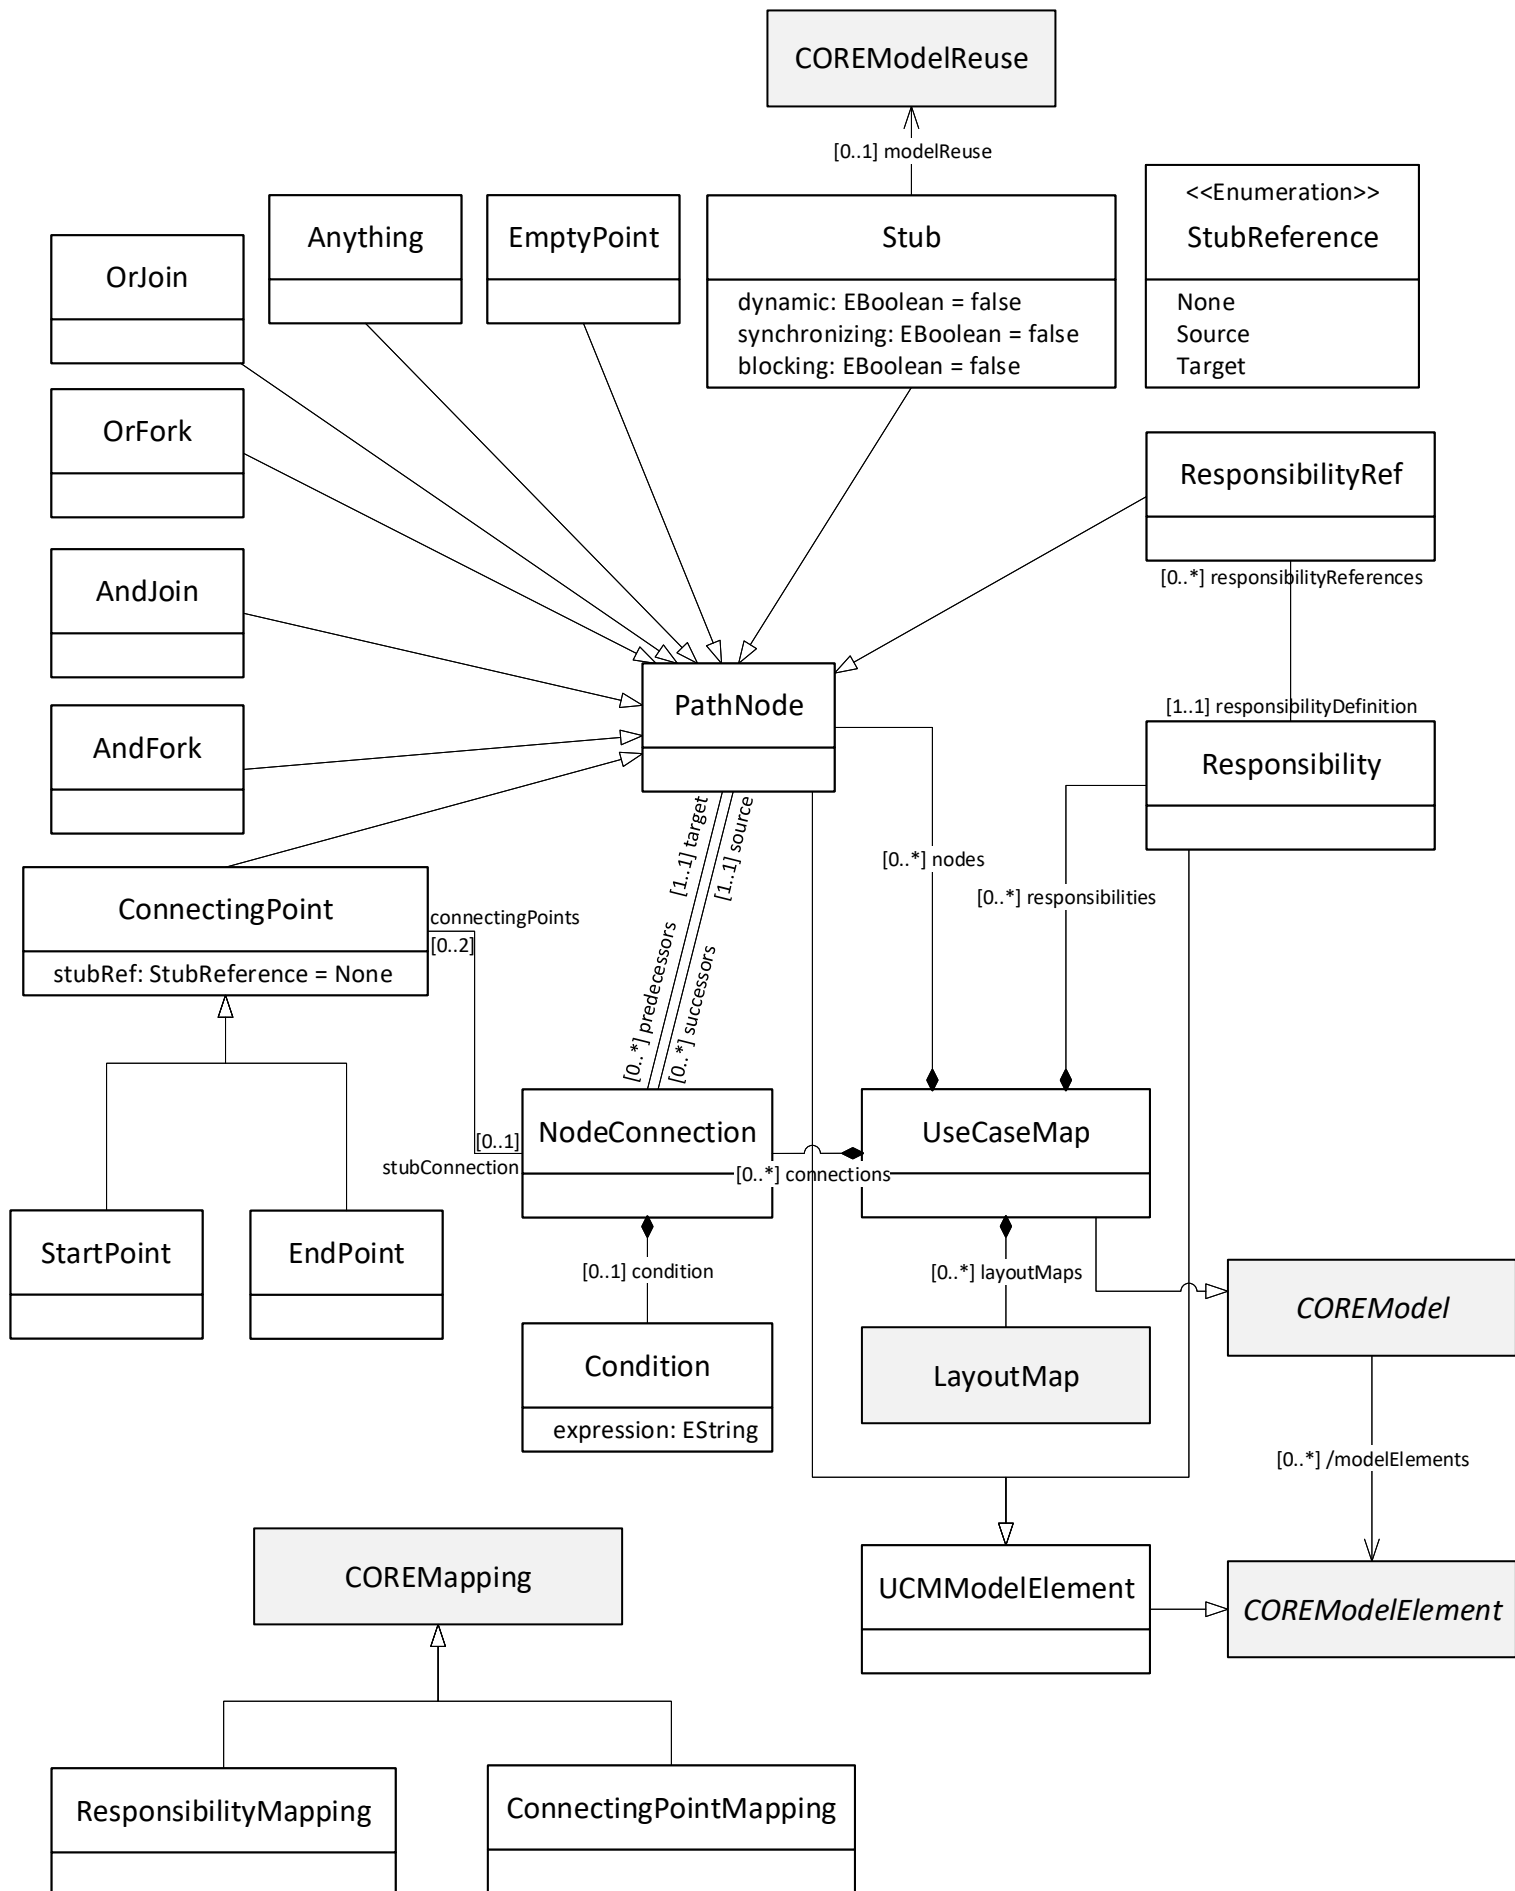 COREModelReuse
[0..1] modelReuse
<<Enumeration>>
StubReference
None
Source
Target
Anything
EmptyPoint
Stub
dynamic: EBoolean = false
synchronizing: EBoolean = false
blocking: EBoolean = false
OrJoin
OrFork
ResponsibilityRef
[0..*] responsibilityReferences
AndJoin
PathNode
[1..1] responsibilityDefinition
Responsibility
AndFork
[1..1] target
[1..1] source
[0..*] nodes
[0..*] responsibilities
ConnectingPoint
stubRef: StubReference = None
connectingPoints
[0..2]
[0..*] predecessors
[0..*] successors
[0..1]
stubConnection
NodeConnection
[0..*] connections
UseCaseMap
StartPoint
EndPoint
[0..1] condition
[0..*] layoutMaps
COREModel
Condition
expression: EString
LayoutMap
[0..*] /modelElements
COREMapping
UCMModelElement
COREModelElement
ResponsibilityMapping
ConnectingPointMapping